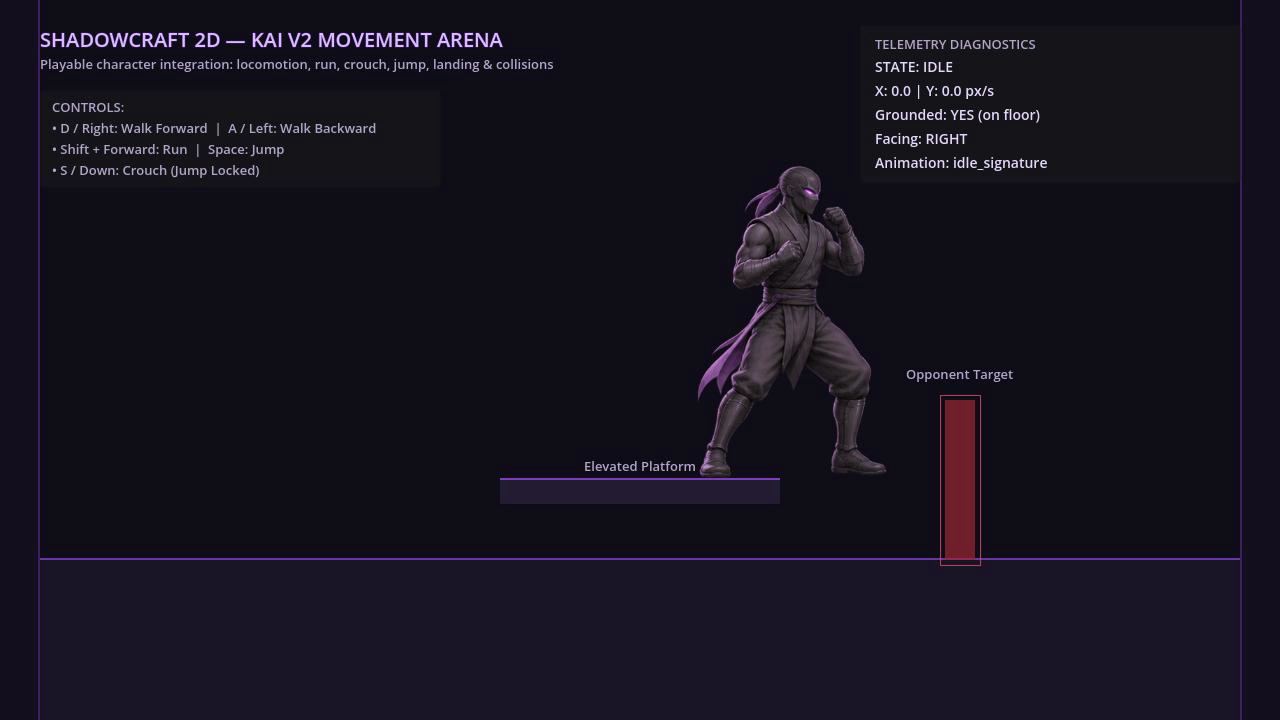 SHADOWCRAFT 2D — KAI V2 MOVEMENT ARENA
Playable character integration: locomotion, run, crouch, jump, landing & collisions
CONTROLS:
• D / Right: Walk Forward | A / Left: Walk Backward
• Shift + Forward: Run | Space: Jump
• S / Down: Crouch (Jump Locked)
TELEMETRY DIAGNOSTICS
STATE: IDLE
X: 0.0 | Y: 0.0 px/s
Grounded: YES (on floor)
Facing: RIGHT
Animation: idle_signature
Opponent Target
Elevated Platform